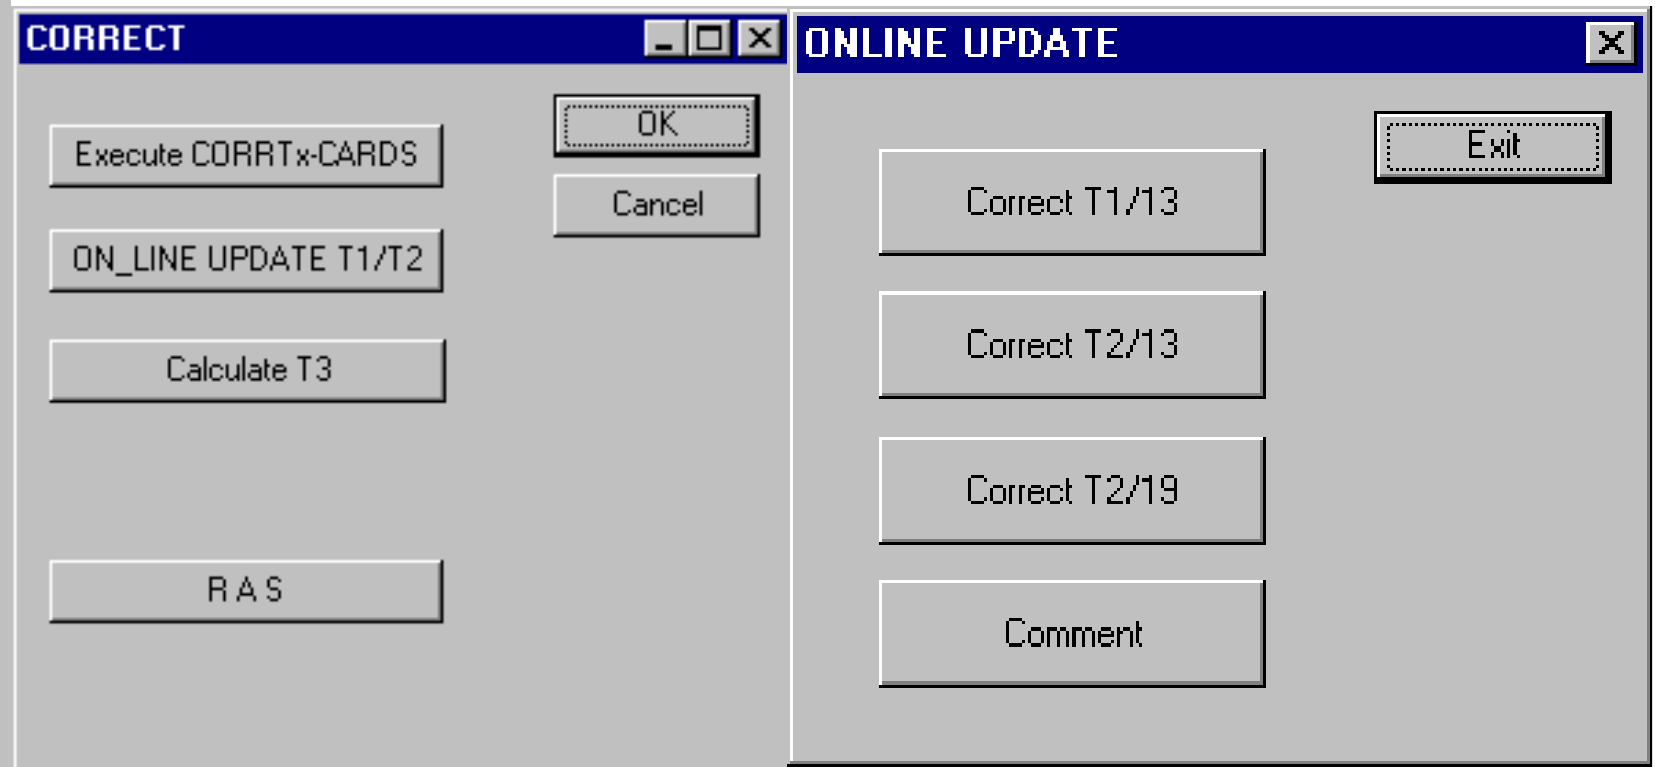 CORRECT
Execute CORRTx-CARDS
OK
Cancel
ON_LINE UPDATE T1/T2
Calculate T3
R A S
ONLINE UPDATE
Exit
Correct T1/13
Correct T2/13
Correct T2/19
Comment